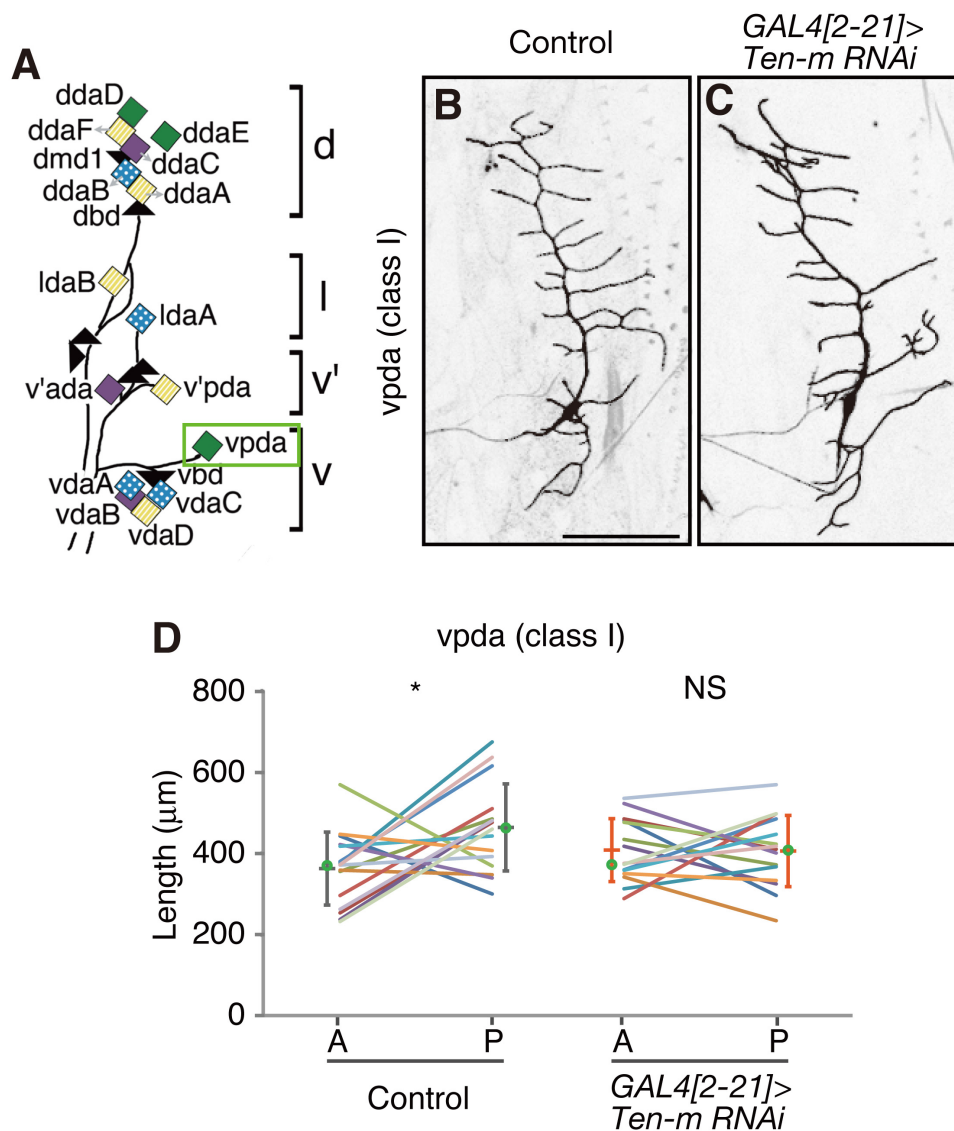 Control
GAL4[2-21]>
Ten-m RNAi
A
ddaD
ddaF
ddaE
dmd1
ddaC
ddaB
ddaA
dbd
d
ldaB
ldaA
l
v'ada
v'pda
v'
vpda
vbd
vdaA
vdaC
vdaB
vdaD
v
vpda (class I)
B
C
D
vpda (class I)
*
NS
Length (μm)
800
600
400
200
0
A
P
A
P
Control
GAL4[2-21]>
Ten-m RNAi